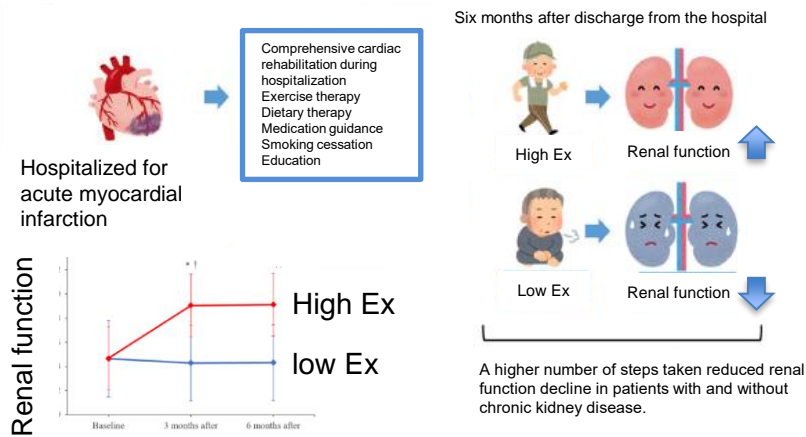 Hospitalized for
acute myocardial
infarction
Comprehensive cardiac
rehabilitation during
hospitalization
Exercise therapy
Dietary therapy
Medication guidance
Smoking cessation
Education
Six months after discharge from the hospital
High Ex
Renal function
Low Ex
Renal function
A higher number of steps taken reduced renal
function decline in patients with and without
chronic kidney disease.
Renal function
* †
High Ex
low Ex
Baseline
3 months after
6 months after